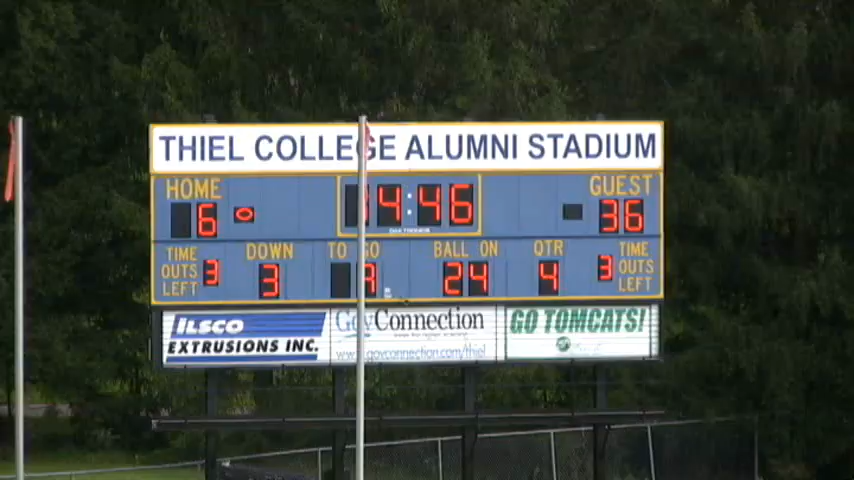 THIEL COLLEGE ALUMNI STADIUM
HOME 14:46 GUEST
6 36
TIME OUTS LEFT 3 DOWN 3 TO GO BALL ON 24 QTR 4 3 TIME OUTS LEFT
ILSCO
EXTRUSIONS INC.
GovConnection
www.govconnection.com/thiel
GO TOMCATS!